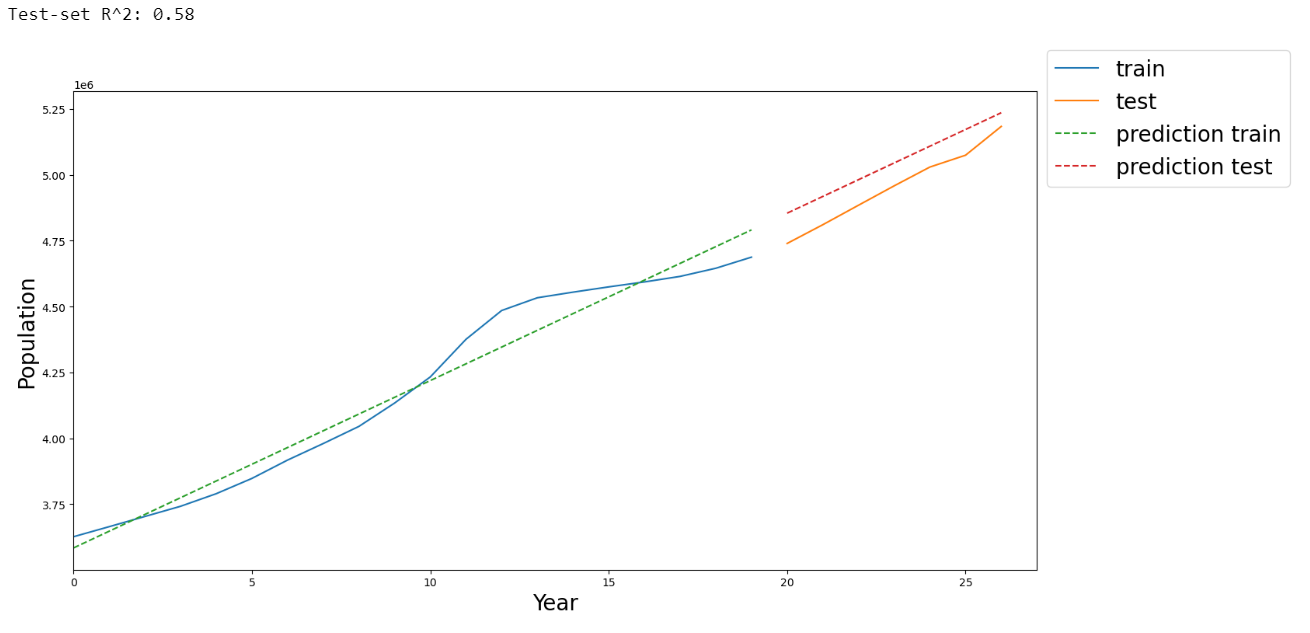 Test-set R^2: 0.58
train
test
prediction train
prediction test
1e6
5.25
5.00
4.75
4.50
4.25
4.00
3.75
Population
0 5 10 15 20 25
Year